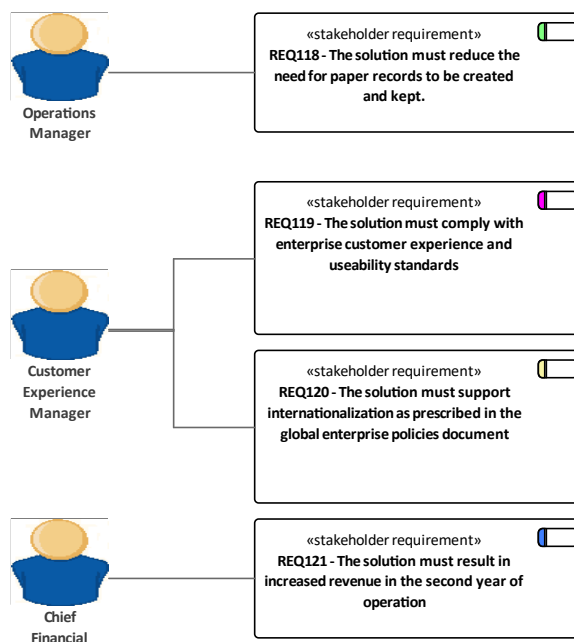 «stakeholder requirement»
REQ118 - The solution must reduce the
need for paper records to be created
and kept.
Operations
Manager
«stakeholder requirement»
REQ119 - The solution must comply with
enterprise customer experience and
useability standards
Customer
Experience
Manager
«stakeholder requirement»
REQ120 - The solution must support
internationalization as prescribed in the
global enterprise policies document
«stakeholder requirement»
REQ121 - The solution must result in
increased revenue in the second year of
operation
Chief
Financial